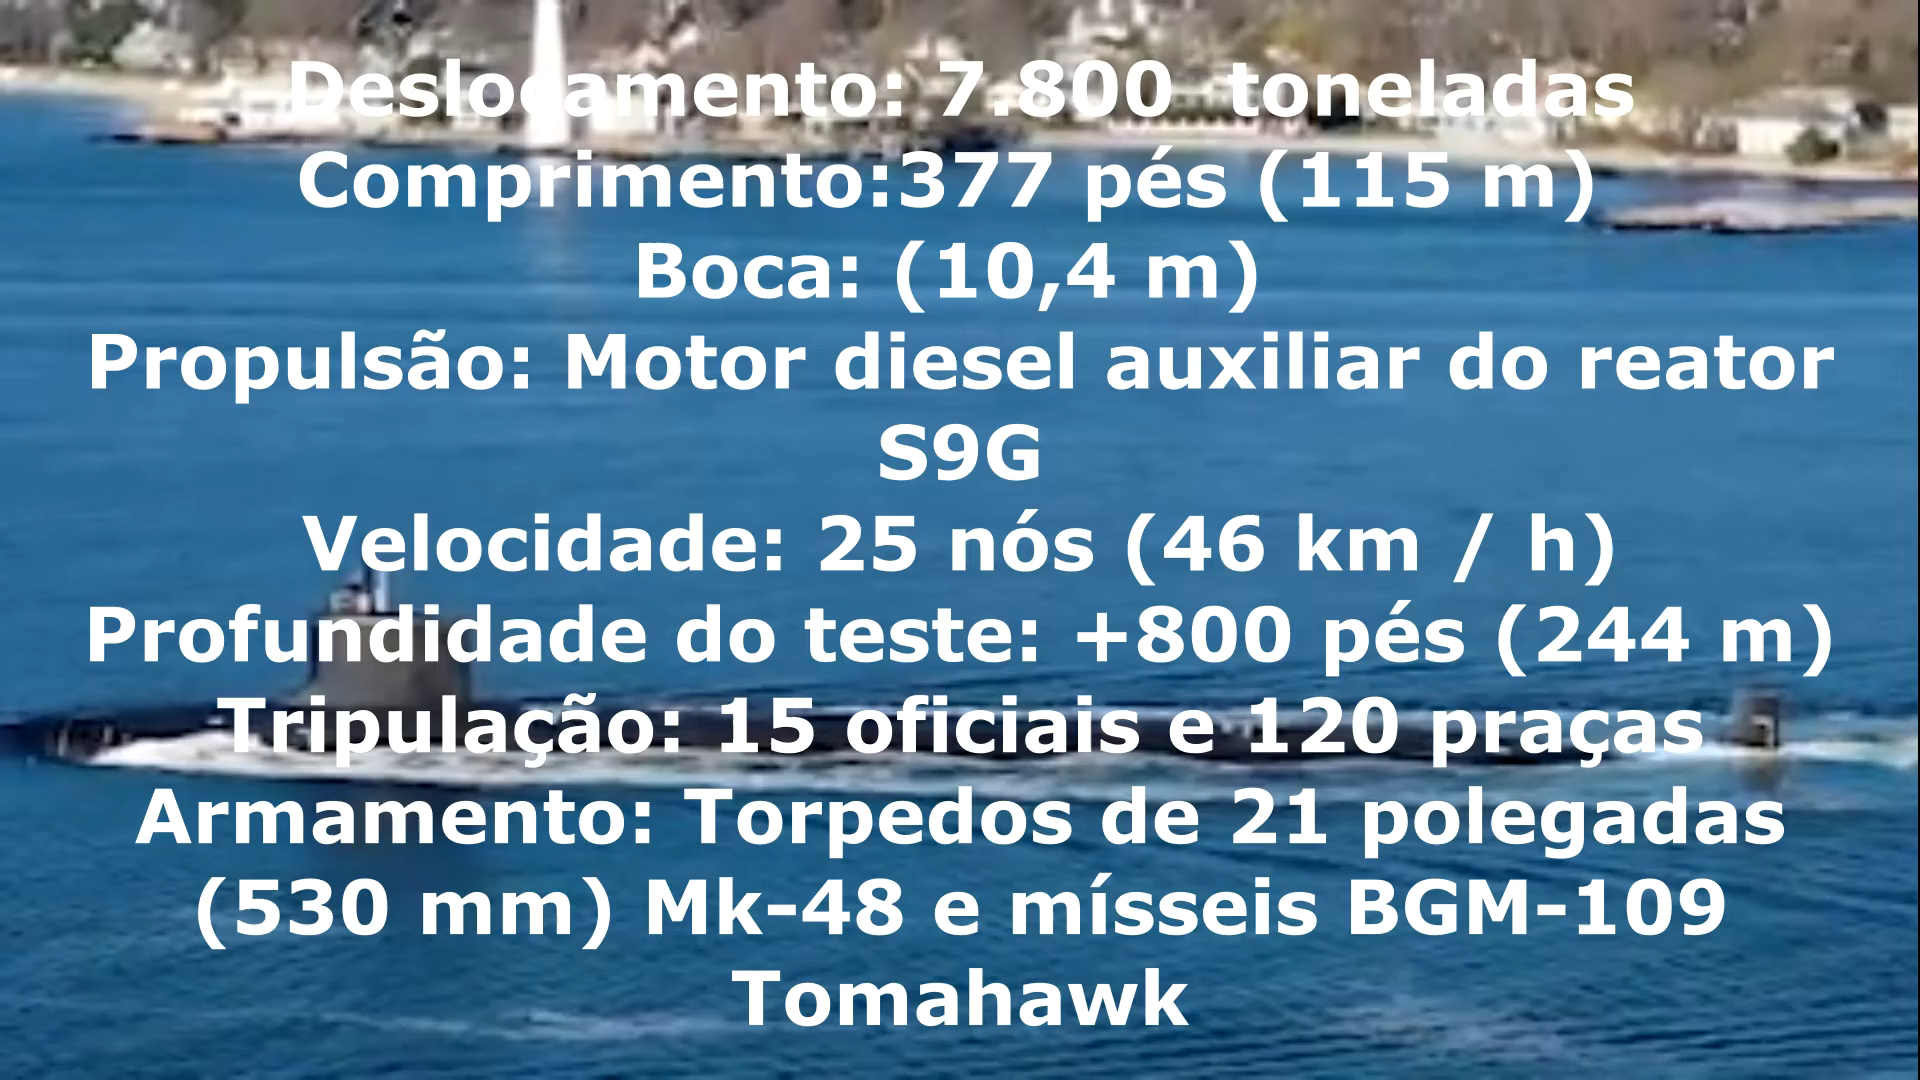 Deslocamento: 7.800  toneladas
Comprimento:377 pés (115 m)
Boca: (10,4 m)
Propulsão: Motor diesel auxiliar do reator
S9G
Velocidade: 25 nós (46 km / h)
Profundidade do teste: +800 pés (244 m)
Tripulação: 15 oficiais e 120 praças
Armamento: Torpedos de 21 polegadas
(530 mm) Mk-48 e mísseis BGM-109
Tomahawk